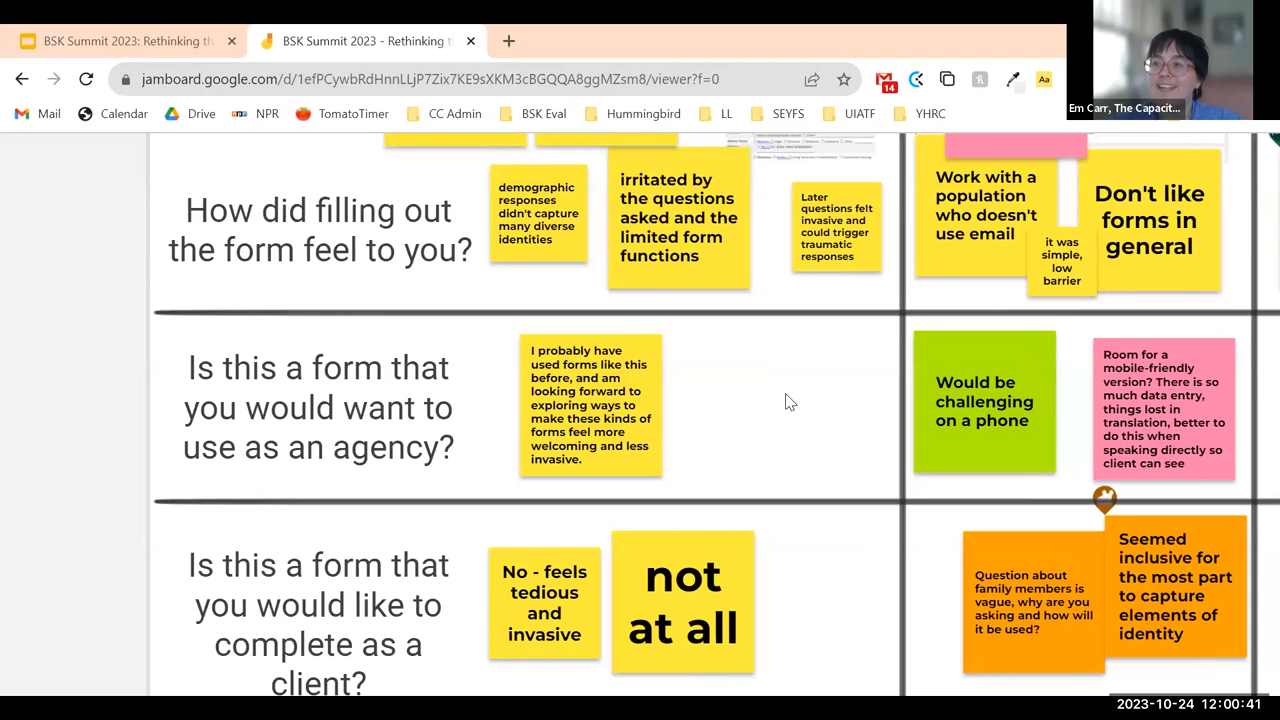 BSK Summit 2023: Rethinking th
BSK Summit 2023 - Rethinking t
jamboard.google.com/d/1efPCywbRdHnnLLjP7Zix7KE9sXKM3cBGQQA8ggMZsm8/viewer?f=0
14
Aa
Em Carr, The Capacit...
Mail
Calendar
Drive
NPR
TomatoTimer
CC Admin
BSK Eval
Hummingbird
LL
SEYFS
UIATF
YHRC
How did filling out
the form feel to you?
demographic
responses
didn't capture
many diverse
identities
irritated by
the questions
asked and the
limited form
functions
Later
questions felt
invasive and
could trigger
traumatic
responses
Work with a
population
who doesn't
use email
it was
simple,
low
barrier
Don't like
forms in
general
Is this a form that
you would want to
use as an agency?
I probably have
used forms like this
before, and am
looking forward to
exploring ways to
make these kinds of
forms feel more
welcoming and less
invasive.
Would be
challenging
on a phone
Room for a
mobile-friendly
version? There is so
much data entry,
things lost in
translation, better to
do this when
speaking directly so
client can see
Is this a form that
you would like to
complete as a
client?
No - feels
tedious
and
invasive
not
at all
Question about
family members is
vague, why are you
asking and how will
it be used?
Seemed
inclusive for
the most part
to capture
elements of
identity
2023-10-24 12:00:41